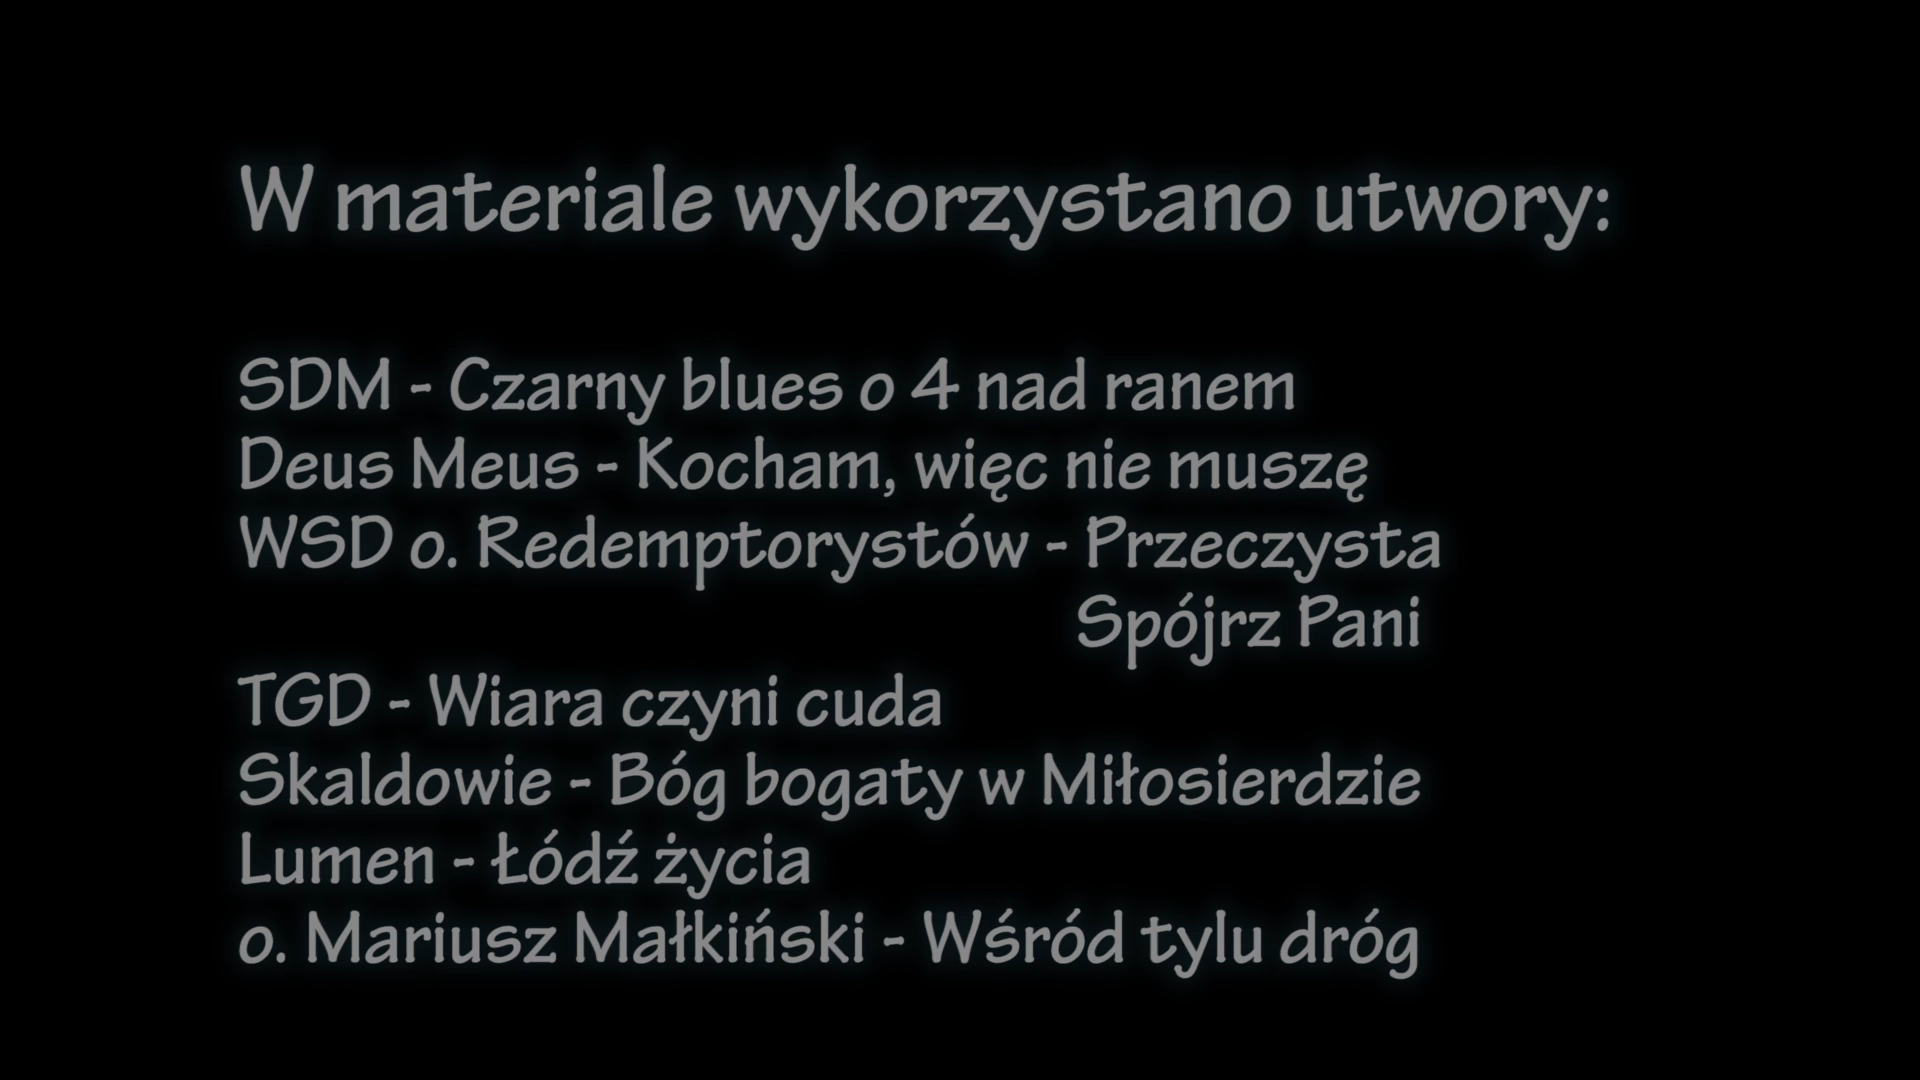 W materiale wykorzystano utwory:
SDM - Czarny blues o 4 nad ranem
Deus Meus - Kocham, więc nie muszę
WSD o. Redemptorystów - Przeczysta
Spójrz Pani
TGD - Wiara czyni cuda
Skaldowie - Bóg bogaty w Miłosierdzie
Lumen - Łódź życia
o. Mariusz Małkiński - Wśród tylu dróg